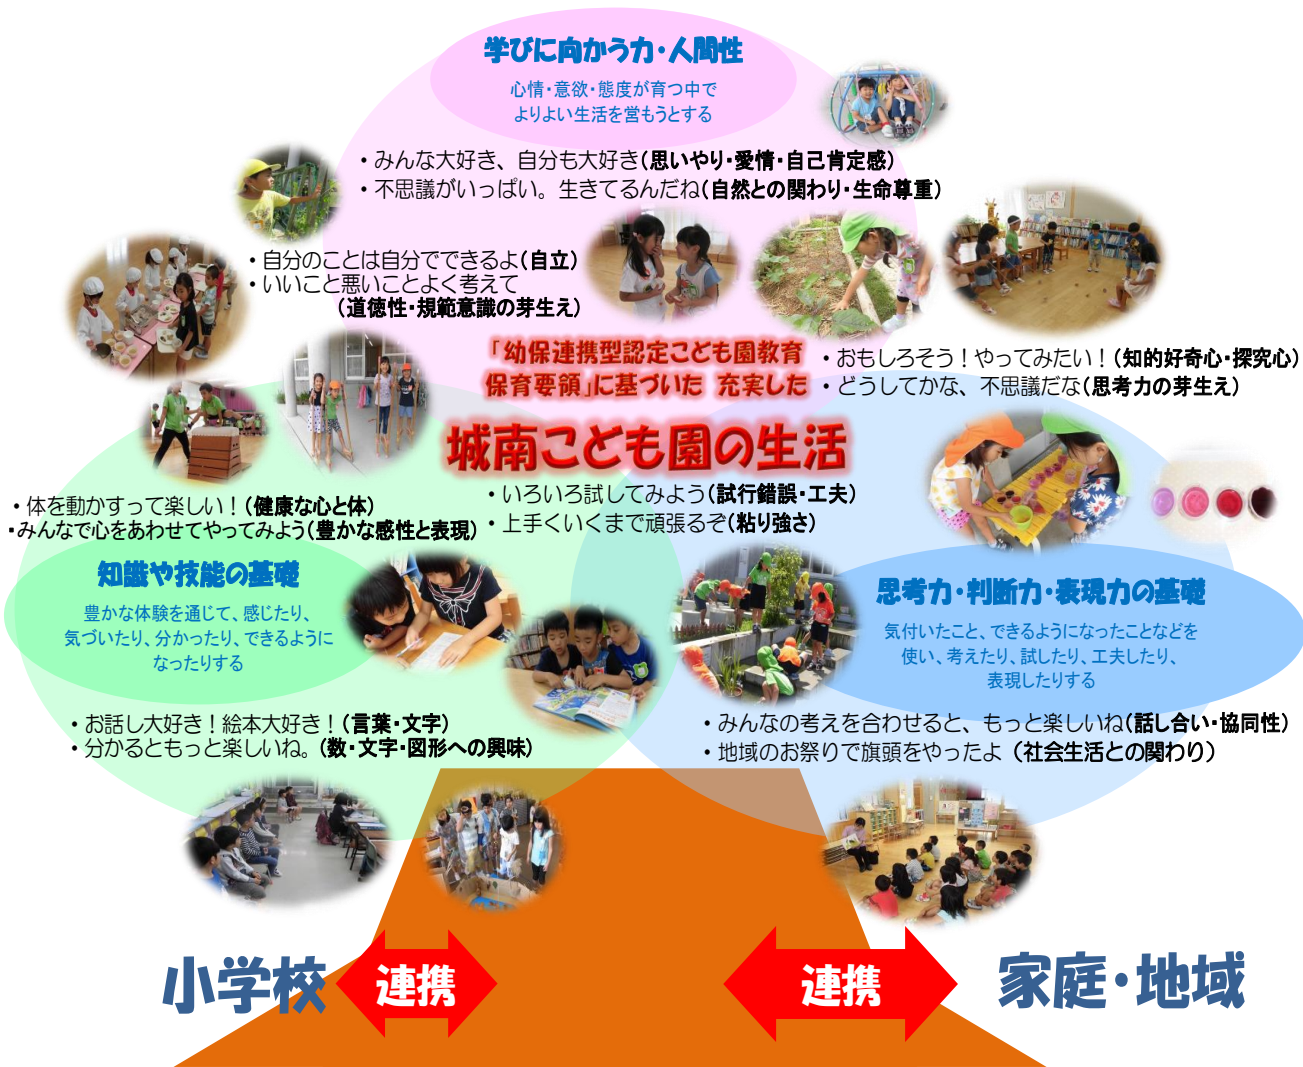 学びに向かう力・人間性
心情・意欲・態度が育つ中で
よりよい生活を営もうとする
・みんな大好き、自分も大好き(思いやり・愛情・自己肯定感)
・不思議がいっぱい。生きてるんだね(自然との関わり・生命尊重)
・自分のことは自分でできるよ(自立)
・いいこと悪いことよく考えて
(道徳性・規範意識の芽生え)
「幼保連携型認定こども園教育
保育要領」に基づいた 充実した
城南こども園の生活
・おもしろそう！やってみたい！(知的好奇心・探究心)
・どうしてかな、不思議だな(思考力の芽生え)
・いろいろ試してみよう(試行錯誤・工夫)
・上手くいくまで頑張るぞ(粘り強さ)
・体を動かすって楽しい！(健康な心と体)
・みんなで心をあわせてやってみよう(豊かな感性と表現)
知識や技能の基礎
豊かな体験を通じて、感じたり、
気づいたり、分かったり、できるように
なったりする
思考力・判断力・表現力の基礎
気付いたこと、できるようになったことなどを
使い、考えたり、試したり、工夫したり、
表現したりする
・お話し大好き！絵本大好き！(言葉・文字)
・分かるともっと楽しいね。(数・文字・図形への興味)
・みんなの考えを合わせると、もっと楽しいね(話し合い・協同性)
・地域のお祭りで旗頭をやったよ（社会生活との関わり）
小学校
連携
連携
家庭・地域